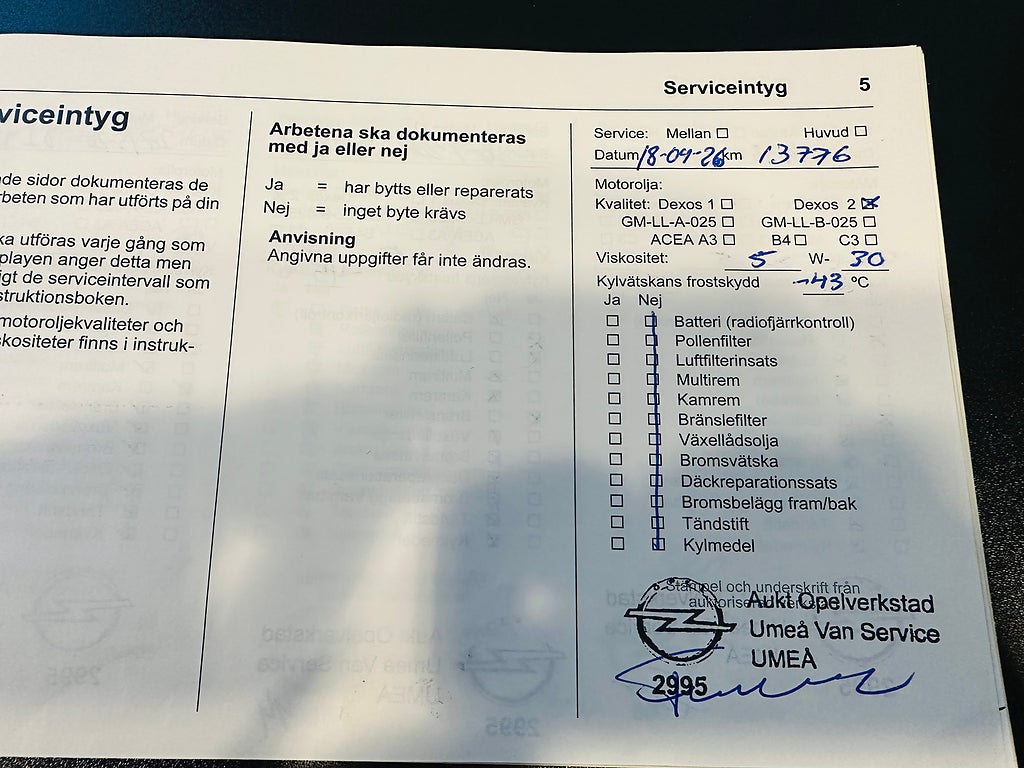 Serviceintyg 5
viceintyg
de sidor dokumenteras de
rbeten som har utförts på din
ka utföras varje gång som
playen anger detta men
igt de serviceintervall som
struktionsboken.
motoroljekvaliteter och
skositeter finns i instruk-
Arbetena ska dokumenteras
med ja eller nej
Ja = har bytts eller reparerats
Nej = inget byte krävs
Anvisning
Angivna uppgifter får inte ändras.
Service: Mellan Huvud
Datum 18-09-26 km 13776
Motorolja:
Kvalitet: Dexos 1 Dexos 2
GM-LL-A-025 GM-LL-B-025
ACEA A3 B4 C3
Viskositet: 5 W- 30
Kylvätskans frostskydd -43 °C
Ja Nej
Batteri (radiofjärrkontroll)
Pollenfilter
Luftfilterinsats
Multirem
Kamrem
Bränslefilter
Växellådsolja
Bromsvätska
Däckreparationssats
Bromsbelägg fram/bak
Tändstift
Kylmedel
Stämpel och underskrift från
Aukt Opelverkstad
Umeå Van Service
UMEÅ
2995